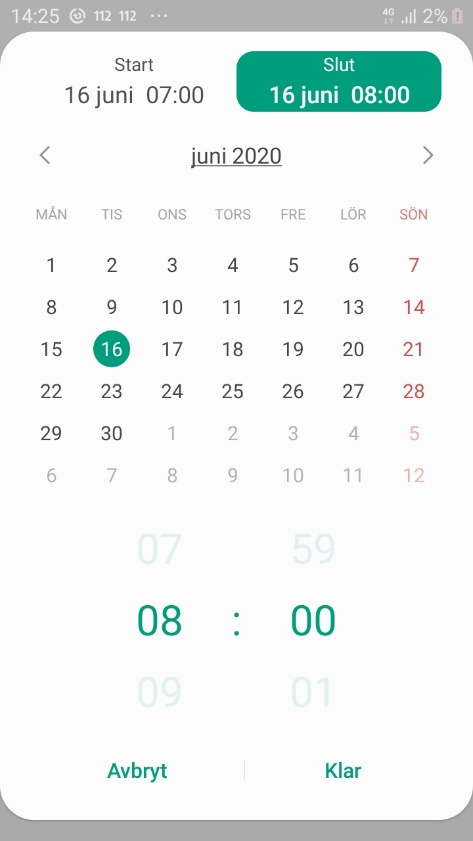 14:25 112 112 ... 4G 2%
Start Slut
16 juni 07:00 16 juni 08:00
juni 2020
MÅN TIS ONS TORS FRE LÖR SÖN
1 2 3 4 5 6 7
8 9 10 11 12 13 14
15 16 17 18 19 20 21
22 23 24 25 26 27 28
29 30 1 2 3 4 5
6 7 8 9 10 11 12
07 59
08 : 00
09 01
Avbryt Klar